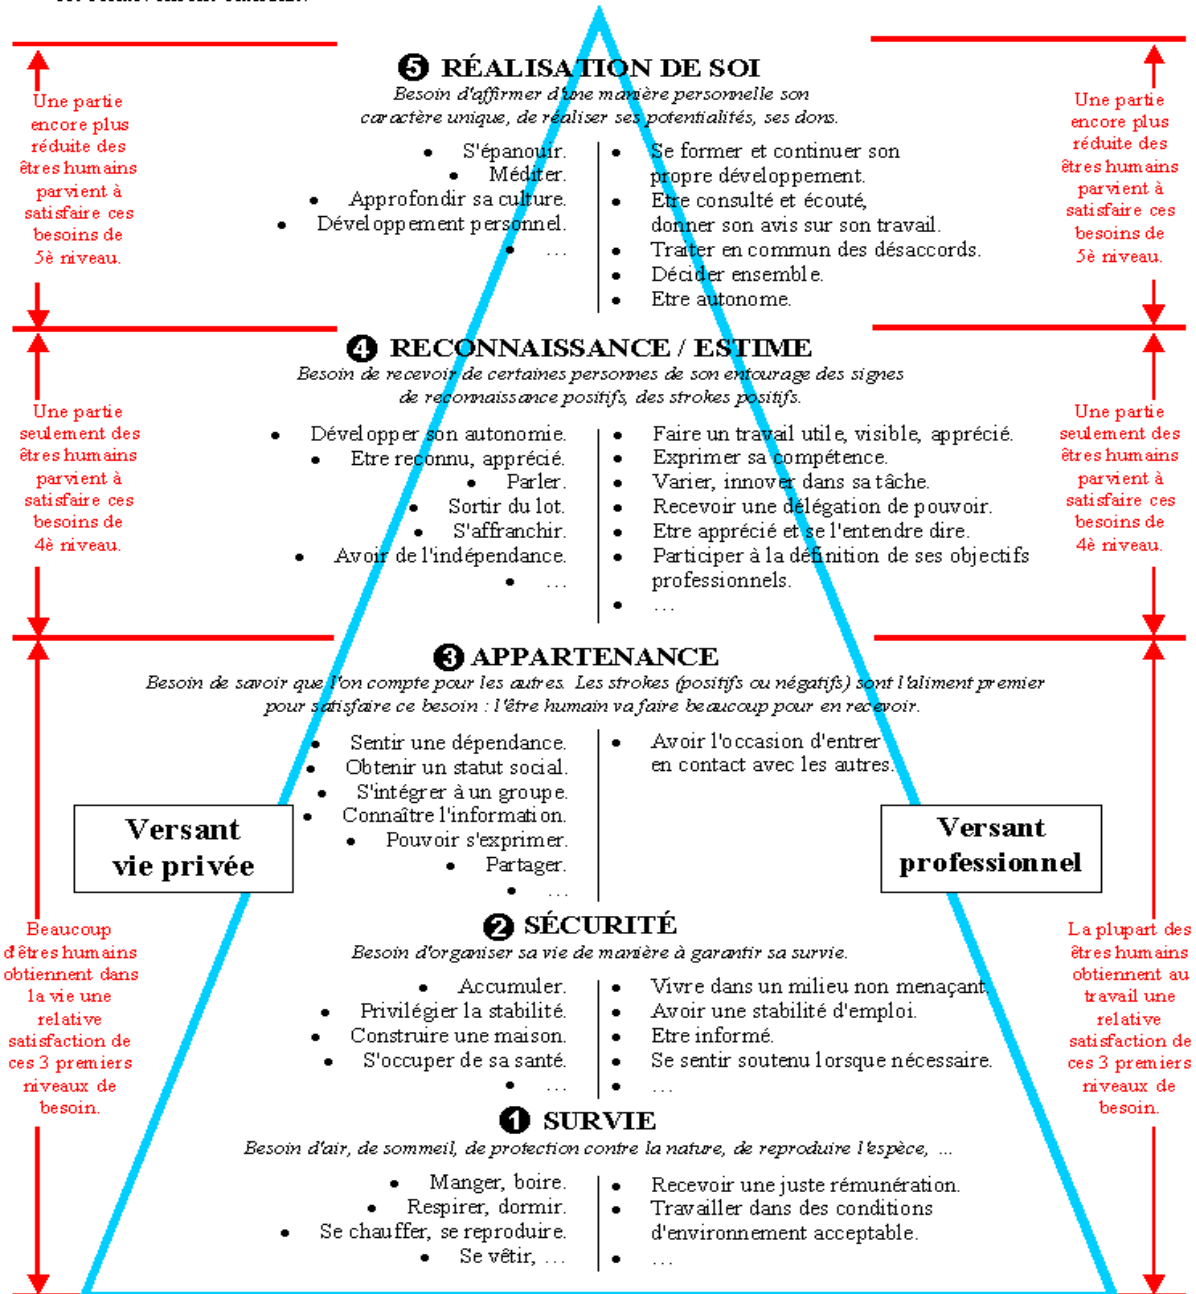 ❺ RÉALISATION DE SOI
Besoin d'affirmer d'une manière personnelle son
caractère unique, de réaliser ses potentialités, ses dons.
Une partie
encore plus
réduite des
êtres humains
parvient à
satisfaire ces
besoins de
5è niveau.
• S'épanouir.
• Méditer.
• Approfondir sa culture.
• Développement personnel.
• …
• Se former et continuer son
propre développement.
• Etre consulté et écouté,
donner son avis sur son travail.
• Traiter en commun des désaccords.
• Décider ensemble.
• Etre autonome.
Une partie
encore plus
réduite des
êtres humains
parvient à
satisfaire ces
besoins de
5è niveau.
❹ RECONNAISSANCE / ESTIME
Besoin de recevoir de certaines personnes de son entourage des signes
de reconnaissance positifs, des strokes positifs.
Une partie
seulement des
êtres humains
parvient à
satisfaire ces
besoins de
4è niveau.
• Développer son autonomie.
• Etre reconnu, apprécié.
• Parler.
• Sortir du lot.
• S'affranchir.
• Avoir de l'indépendance.
• …
• Faire un travail utile, visible, apprécié.
• Exprimer sa compétence.
• Varier, innover dans sa tâche.
• Recevoir une délégation de pouvoir.
• Etre apprécié et se l'entendre dire.
• Participer à la définition de ses objectifs
professionnels.
• …
Une partie
seulement des
êtres humains
parvient à
satisfaire ces
besoins de
4è niveau.
❸ APPARTENANCE
Besoin de savoir que l'on compte pour les autres. Les strokes (positifs ou négatifs) sont l'aliment premier
pour satisfaire ce besoin : l'être humain va faire beaucoup pour en recevoir.
• Sentir une dépendance.
• Obtenir un statut social.
• S'intégrer à un groupe.
• Connaître l'information.
• Pouvoir s'exprimer.
• Partager.
• …
• Avoir l'occasion d'entrer
en contact avec les autres.
Versant
vie privée
Versant
professionnel
Beaucoup
d'êtres humains
obtiennent dans
la vie une
relative
satisfaction de
ces 3 premiers
niveaux de
besoin.
❷ SÉCURITÉ
Besoin d'organiser sa vie de manière à garantir sa survie.
• Accumuler.
• Privilégier la stabilité.
• Construire une maison.
• S'occuper de sa santé.
• …
• Vivre dans un milieu non menaçant.
• Avoir une stabilité d'emploi.
• Etre informé.
• Se sentir soutenu lorsque nécessaire.
• …
La plupart des
êtres humains
obtiennent au
travail une
relative
satisfaction de
ces 3 premiers
niveaux de
besoin.
❶ SURVIE
Besoin d'air, de sommeil, de protection contre la nature, de reproduire l'espèce, …
• Manger, boire.
• Respirer, dormir.
• Se chauffer, se reproduire.
• Se vêtir, …
• Recevoir une juste rémunération.
• Travailler dans des conditions
d'environnement acceptable.
• …